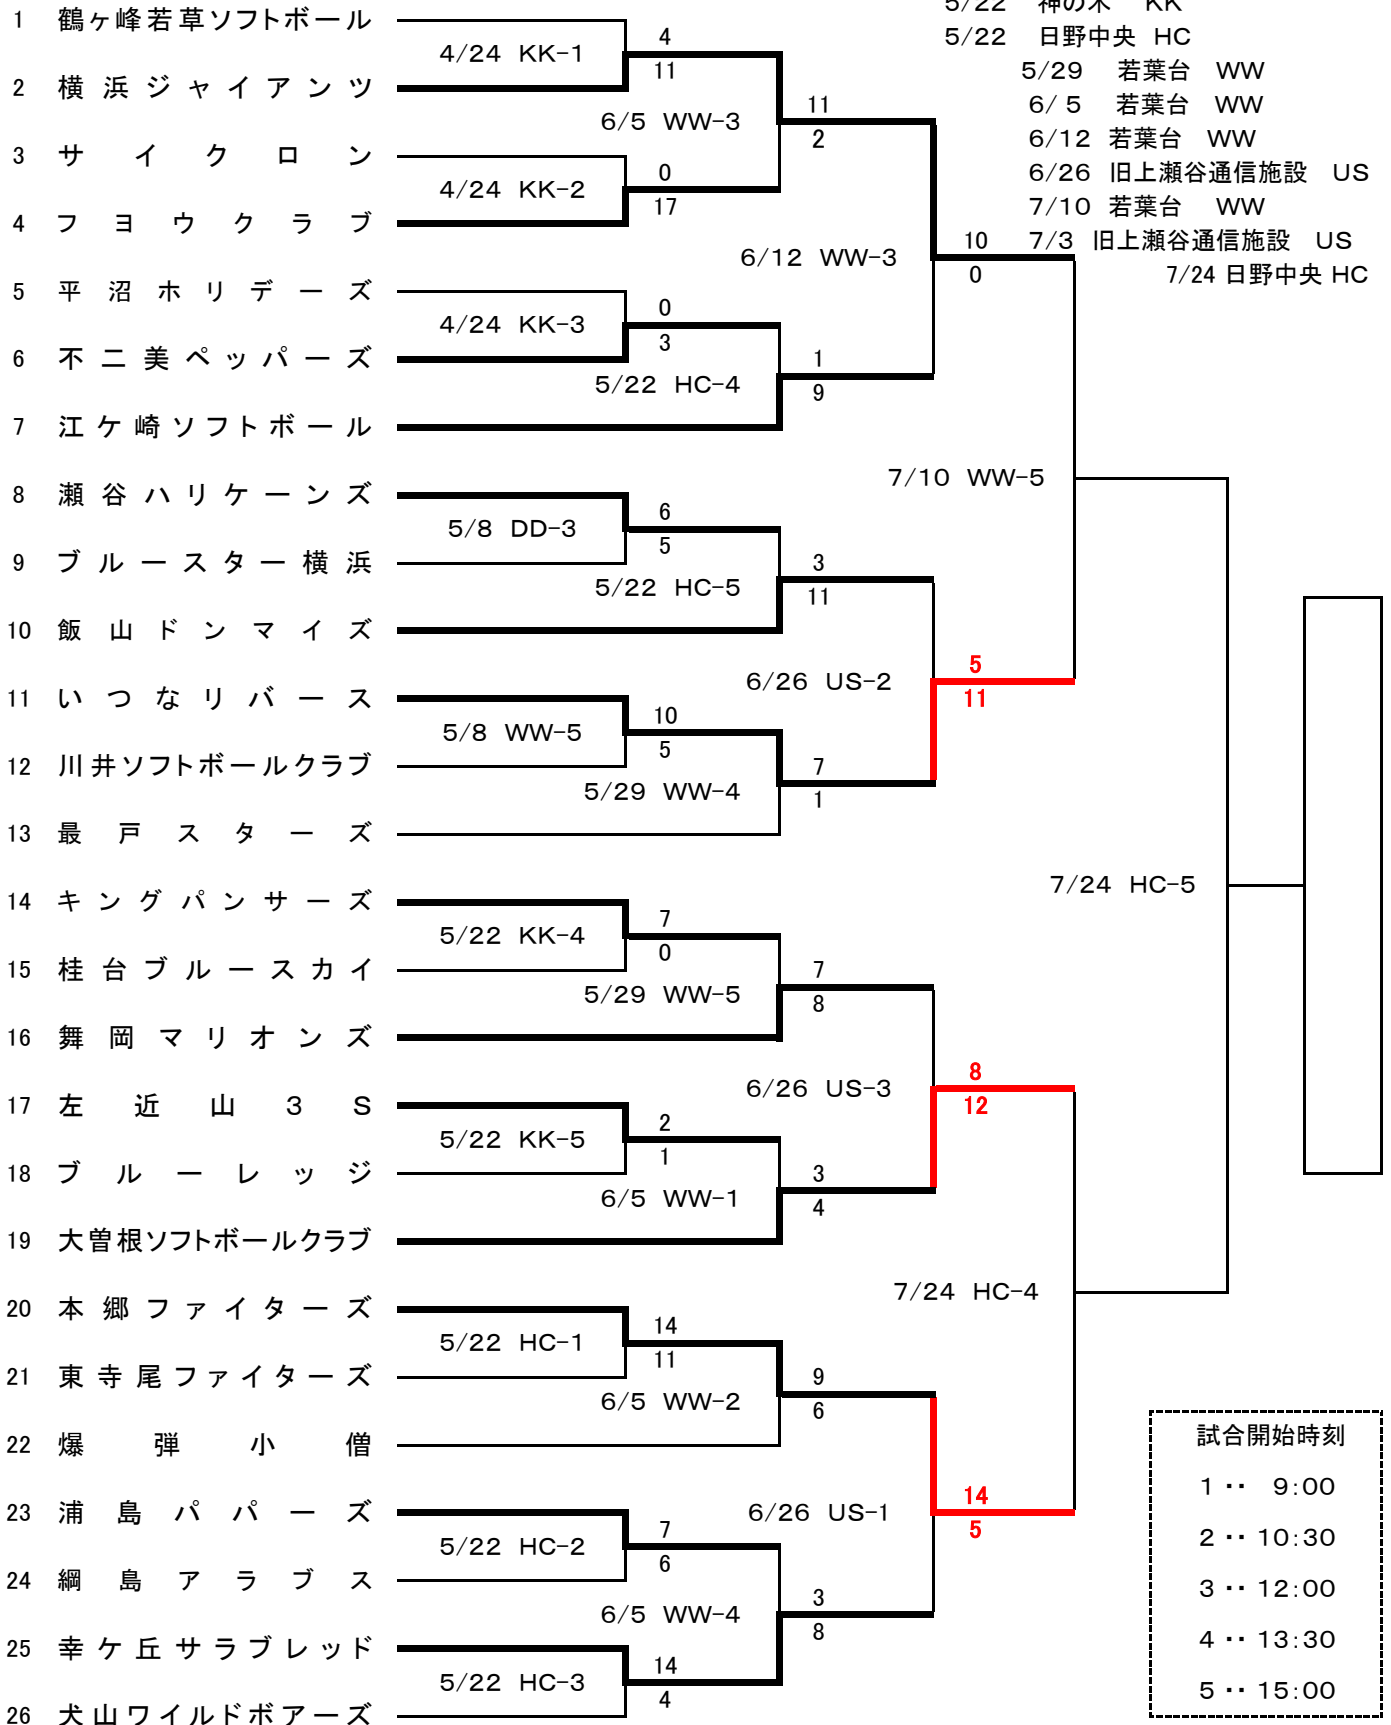 5/22 神の木 KK
5/22 日野中央 HC
5/29 若葉台 WW
6/5 若葉台 WW
6/12 若葉台 WW
6/26 旧上瀬谷通信施設 US
7/10 若葉台 WW
7/3 旧上瀬谷通信施設 US
7/24 日野中央 HC
1 鶴ヶ峰若草ソフトボール
4/24 KK-1
4
11
2 横浜ジャイアンツ
6/5 WW-3
11
2
3 サイクロン
4/24 KK-2
0
17
4 フヨウクラブ
6/12 WW-3
10
0
5 平沼ホリデーズ
4/24 KK-3
0
3
6 不二美ペッパーズ
5/22 HC-4
1
9
7 江ケ崎ソフトボール
7/10 WW-5
8 瀬谷ハリケーンズ
5/8 DD-3
6
5
9 ブルースター横浜
5/22 HC-5
3
11
10 飯山ドンマイズ
6/26 US-2
5
11
11 いつなリバース
5/8 WW-5
10
5
12 川井ソフトボールクラブ
5/29 WW-4
7
1
13 最戸スターズ
7/24 HC-5
14 キングパンサーズ
5/22 KK-4
7
0
15 桂台ブルースカイ
5/29 WW-5
7
8
16 舞岡マリオンズ
6/26 US-3
8
12
17 左近山3S
5/22 KK-5
2
1
18 ブルーレッジ
6/5 WW-1
3
4
19 大曽根ソフトボールクラブ
7/24 HC-4
20 本郷ファイターズ
5/22 HC-1
14
11
21 東寺尾ファイターズ
6/5 WW-2
9
6
22 爆弾小僧
6/26 US-1
14
5
23 浦島パパーズ
5/22 HC-2
7
6
24 綱島アラブス
6/5 WW-4
3
8
25 幸ケ丘サラブレッド
5/22 HC-3
14
4
26 犬山ワイルドボアーズ
試合開始時刻
1‥ 9:00
2‥10:30
3‥12:00
4‥13:30
5‥15:00